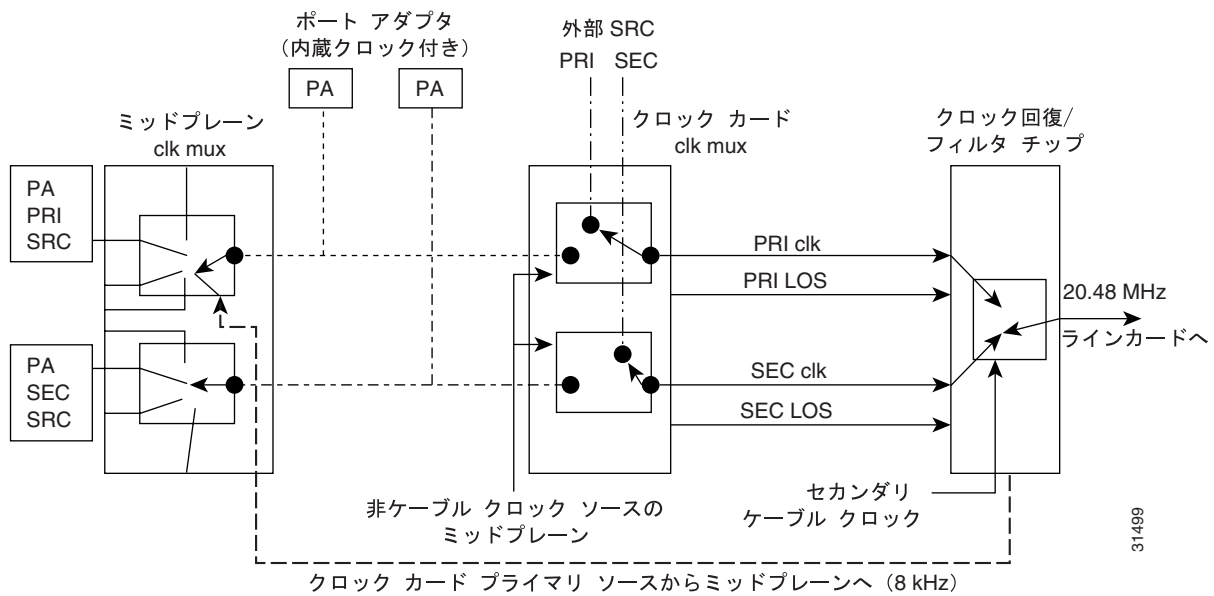 ポート アダプタ
（内蔵クロック付き）
PA
PA
外部 SRC
PRI SEC
ミッドプレーン
clk mux
クロック カード
clk mux
クロック回復/
フィルタ チップ
PA
PRI
SRC
PA
SEC
SRC
PRI clk
PRI LOS
SEC clk
SEC LOS
20.48 MHz
ラインカードへ
非ケーブル クロック ソースの
ミッドプレーン
セカンダリ
ケーブル クロック
クロック カード プライマリ ソースからミッドプレーンへ（8 kHz）
31499